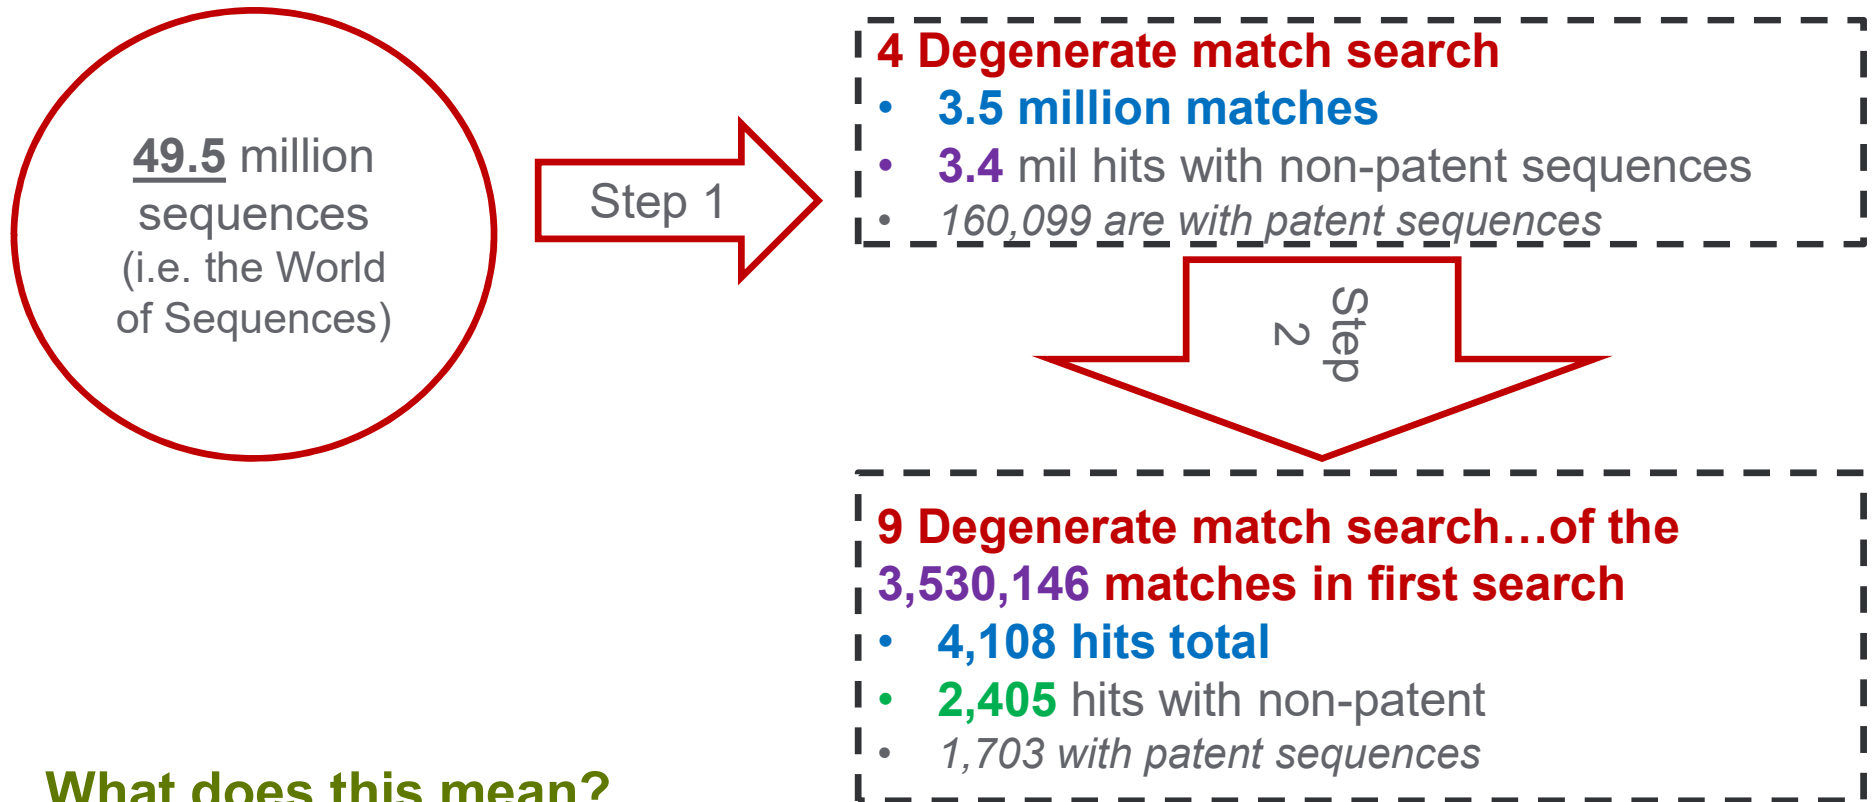 49.5 million
sequences
(i.e. the World
of Sequences)
Step 1
4 Degenerate match search
• 3.5 million matches
• 3.4 mil hits with non-patent sequences
• 160,099 are with patent sequences
Step
2
9 Degenerate match search…of the
3,530,146 matches in first search
• 4,108 hits total
• 2,405 hits with non-patent
• 1,703 with patent sequences
What does this mean?